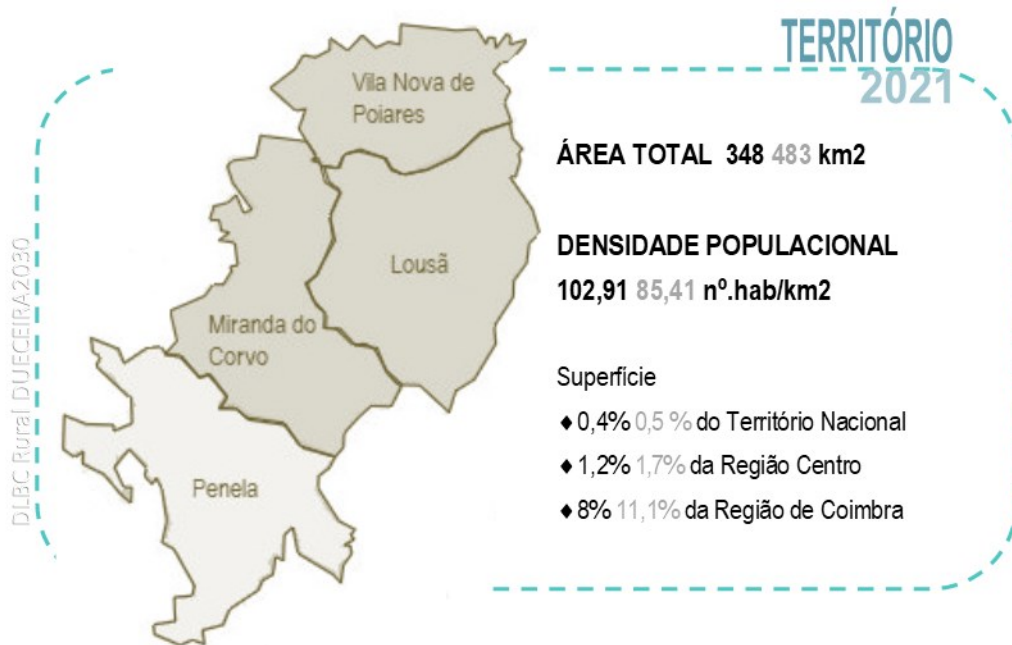 TERRITÓRIO
2021
Vila Nova de
Poiares
Lousã
Miranda do
Corvo
Penela
ÁREA TOTAL 348 483 km2
DENSIDADE POPULACIONAL
102,91 85,41 nº.hab/km2
Superfície
♦ 0,4% 0,5 % do Território Nacional
♦ 1,2% 1,7% da Região Centro
♦ 8% 11,1% da Região de Coimbra
DLBC Rural DUECEIRA2030